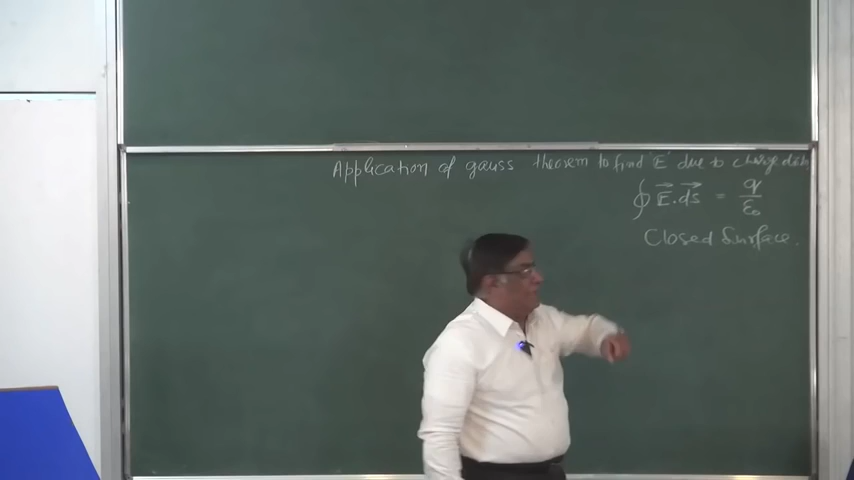 Application of gauss theorem to find 'E' due to charge
∮ E⃗.ds⃗ = q/ε₀
Closed Surface.